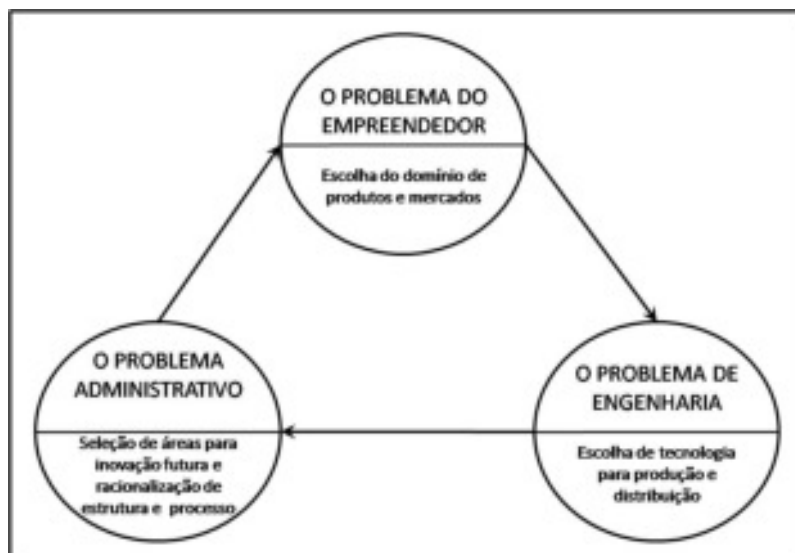 O PROBLEMA DO
EMPREENDEDOR
Escolha do domínio de
produtos e mercados
O PROBLEMA DE
ENGENHARIA
Escolha de tecnologia
para produção e
distribuição
O PROBLEMA
ADMINISTRATIVO
Seleção de áreas para
inovação futura e
racionalização de
estrutura e processo